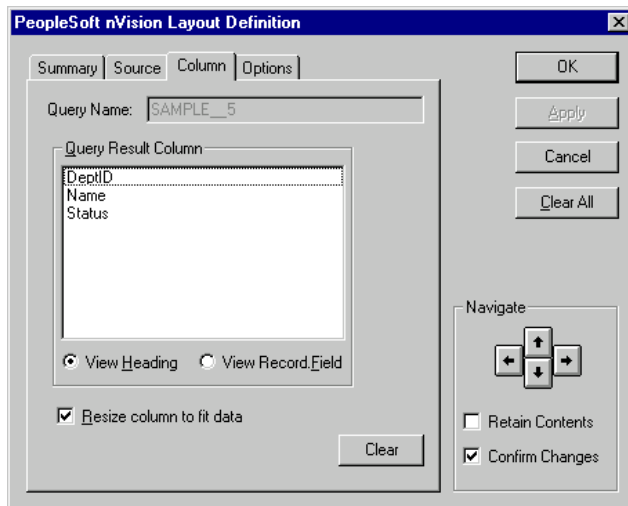 PeopleSoft nVision Layout Definition
Summary Source Column Options
Query Name: SAMPLE__5
Query Result Column
DeptID
Name
Status
View Heading View Record.Field
Resize column to fit data
Clear
OK
Apply
Cancel
Clear All
Navigate
Retain Contents
Confirm Changes